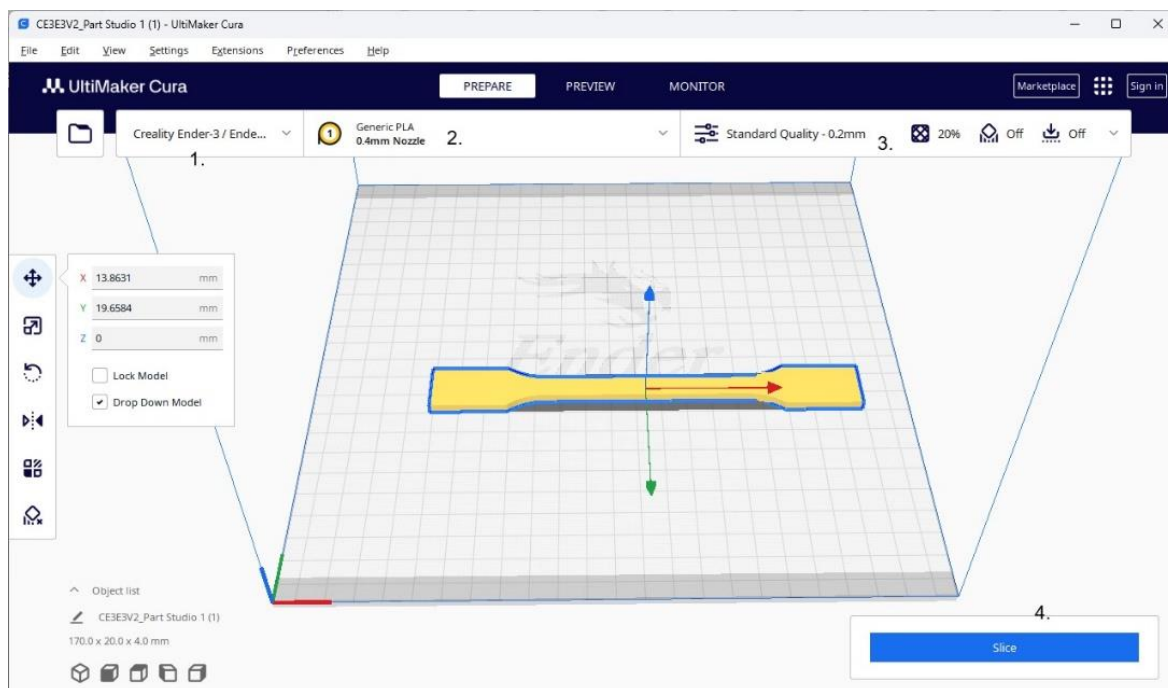 CE3E3V2_Part Studio 1 (1) - UltiMaker Cura
File Edit View Settings Extensions Preferences Help
UltiMaker Cura PREPARE PREVIEW MONITOR Marketplace Sign in
Creality Ender-3 / Ende... 1 Generic PLA
0.4mm Nozzle 2. Standard Quality - 0.2mm 3. 20% Off Off
1.
X 13.8631 mm
Y 19.6584 mm
Z 0 mm
Lock Model
Drop Down Model
Ender
Object list
CE3E3V2_Part Studio 1 (1)
170.0 x 20.0 x 4.0 mm
4.
Slice